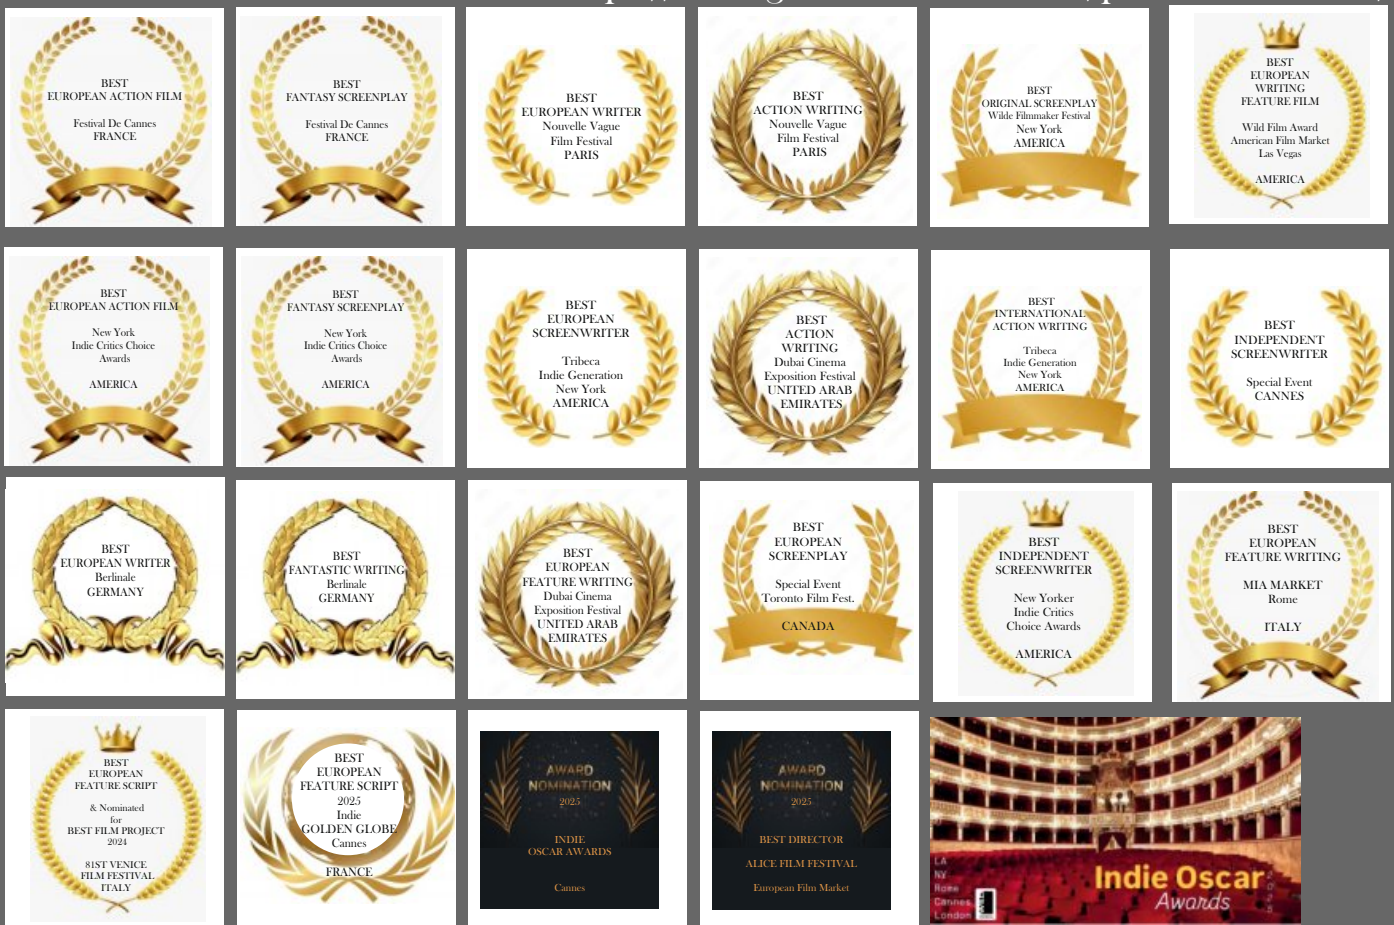 BEST
EUROPEAN ACTION FILM
Festival De Cannes
FRANCE
BEST
FANTASY SCREENPLAY
Festival De Cannes
FRANCE
BEST
EUROPEAN WRITER
Nouvelle Vague
Film Festival
PARIS
BEST
ACTION WRITING
Nouvelle Vague
Film Festival
PARIS
BEST
ORIGINAL SCREENPLAY
Wilde Filmmaker Festival
New York
AMERICA
BEST
EUROPEAN
WRITING
FEATURE FILM
Wild Film Award
American Film Market
Las Vegas
AMERICA
BEST
EUROPEAN ACTION FILM
New York
Indie Critics Choice
Awards
AMERICA
BEST
FANTASY SCREENPLAY
New York
Indie Critics Choice
Awards
AMERICA
BEST
EUROPEAN
SCREENWRITER
Tribeca
Indie Generation
New York
AMERICA
BEST
ACTION
WRITING
Dubai Cinema
Exposition Festival
UNITED ARAB
EMIRATES
BEST
INTERNATIONAL
ACTION WRITING
Tribeca
Indie Generation
New York
AMERICA
BEST
INDEPENDENT
SCREENWRITER
Special Event
CANNES
BEST
EUROPEAN WRITER
Berlinale
GERMANY
BEST
FANTASTIC WRITING
Berlinale
GERMANY
BEST
EUROPEAN
FEATURE WRITING
Dubai Cinema
Exposition Festival
UNITED ARAB
EMIRATES
BEST
EUROPEAN
SCREENPLAY
Special Event
Toronto Film Fest.
CANADA
BEST
INDEPENDENT
SCREENWRITER
New Yorker
Indie Critics
Choice Awards
AMERICA
BEST
EUROPEAN
FEATURE WRITING
MIA MARKET
Rome
ITALY
BEST
EUROPEAN
FEATURE SCRIPT
& Nominated
for
BEST FILM PROJECT
2024
81ST VENICE
FILM FESTIVAL
ITALY
BEST
EUROPEAN
FEATURE SCRIPT
2025
Indie
GOLDEN GLOBE
Cannes
FRANCE
AWARD
NOMINATION
2025
INDIE
OSCAR AWARDS
Cannes
AWARD
NOMINATION
2025
BEST DIRECTOR
ALICE FILM FESTIVAL
European Film Market
LA
NY
Rome
Cannes
London
Indie Oscar
Awards
2025